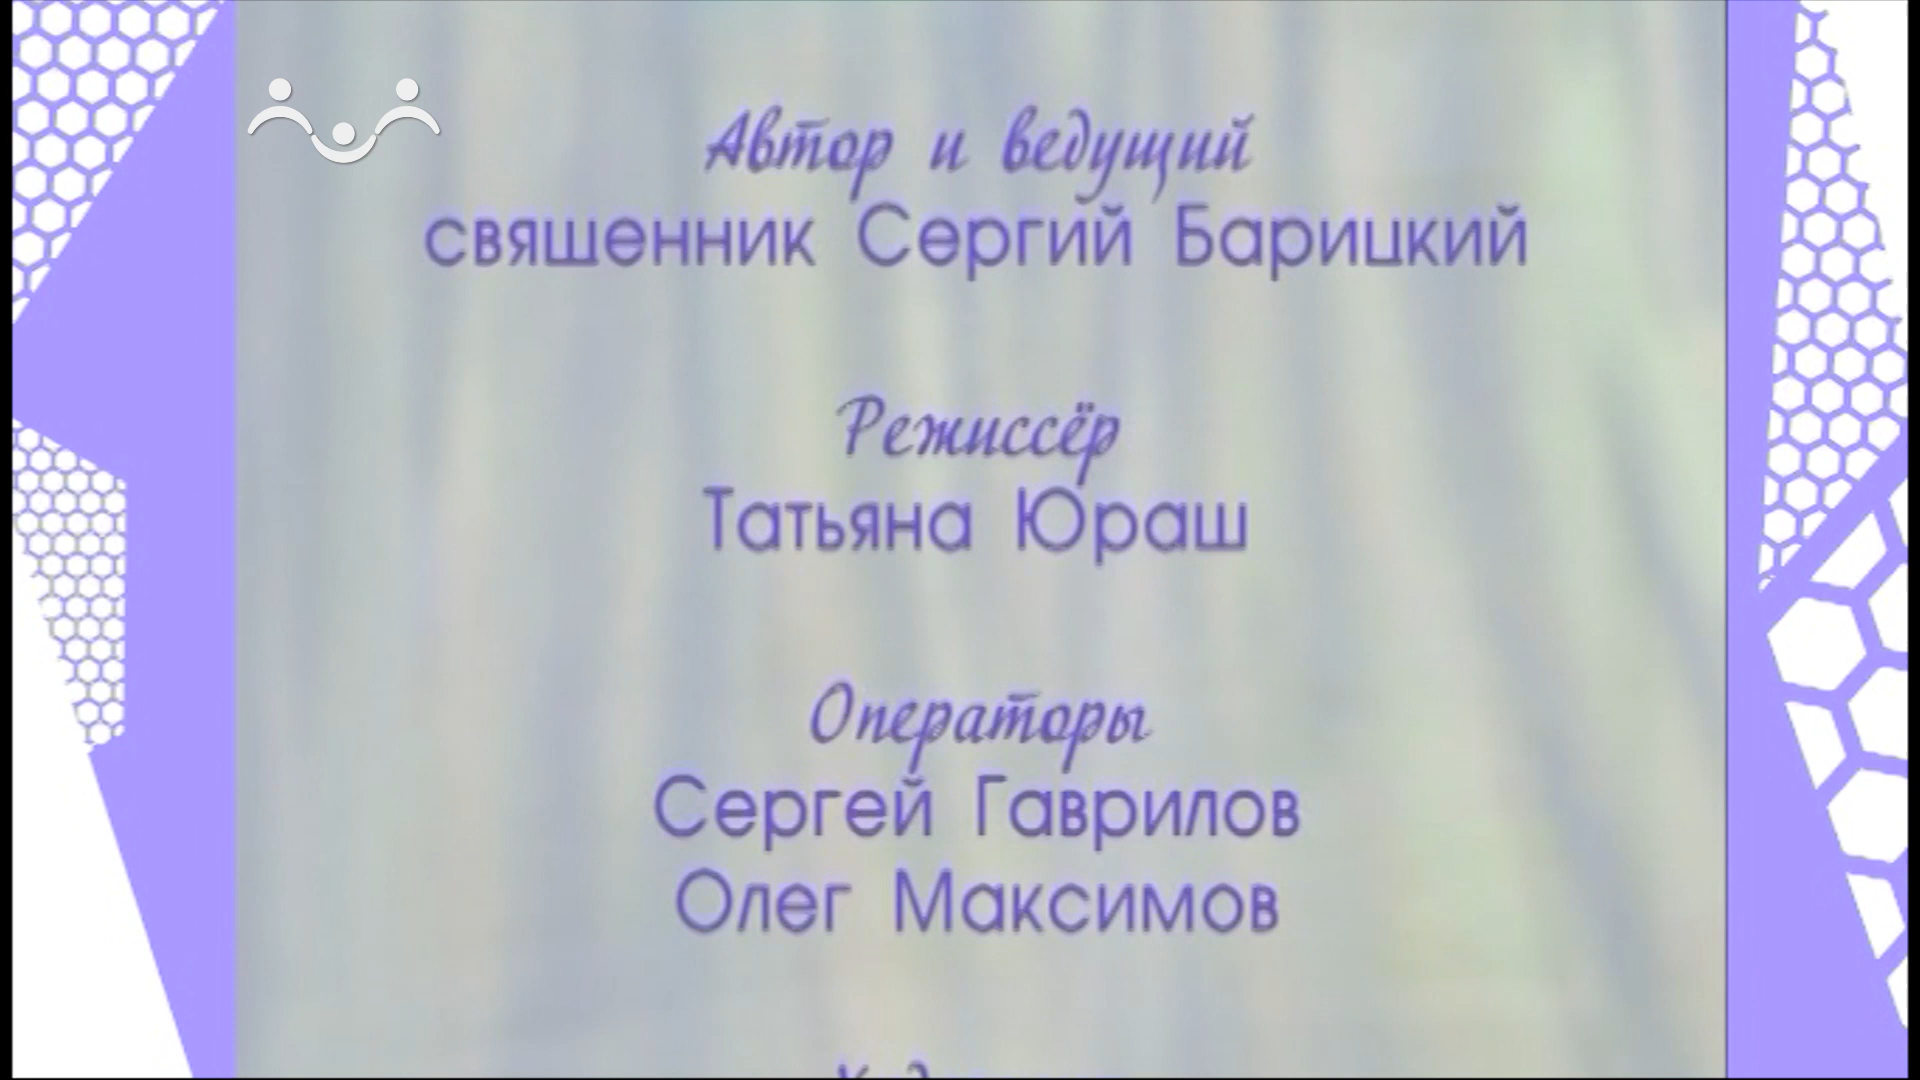 Автор и ведущий
священник Сергий Барицкий
Режиссёр
Татьяна Юраш
Операторы
Сергей Гаврилов
Олег Максимов